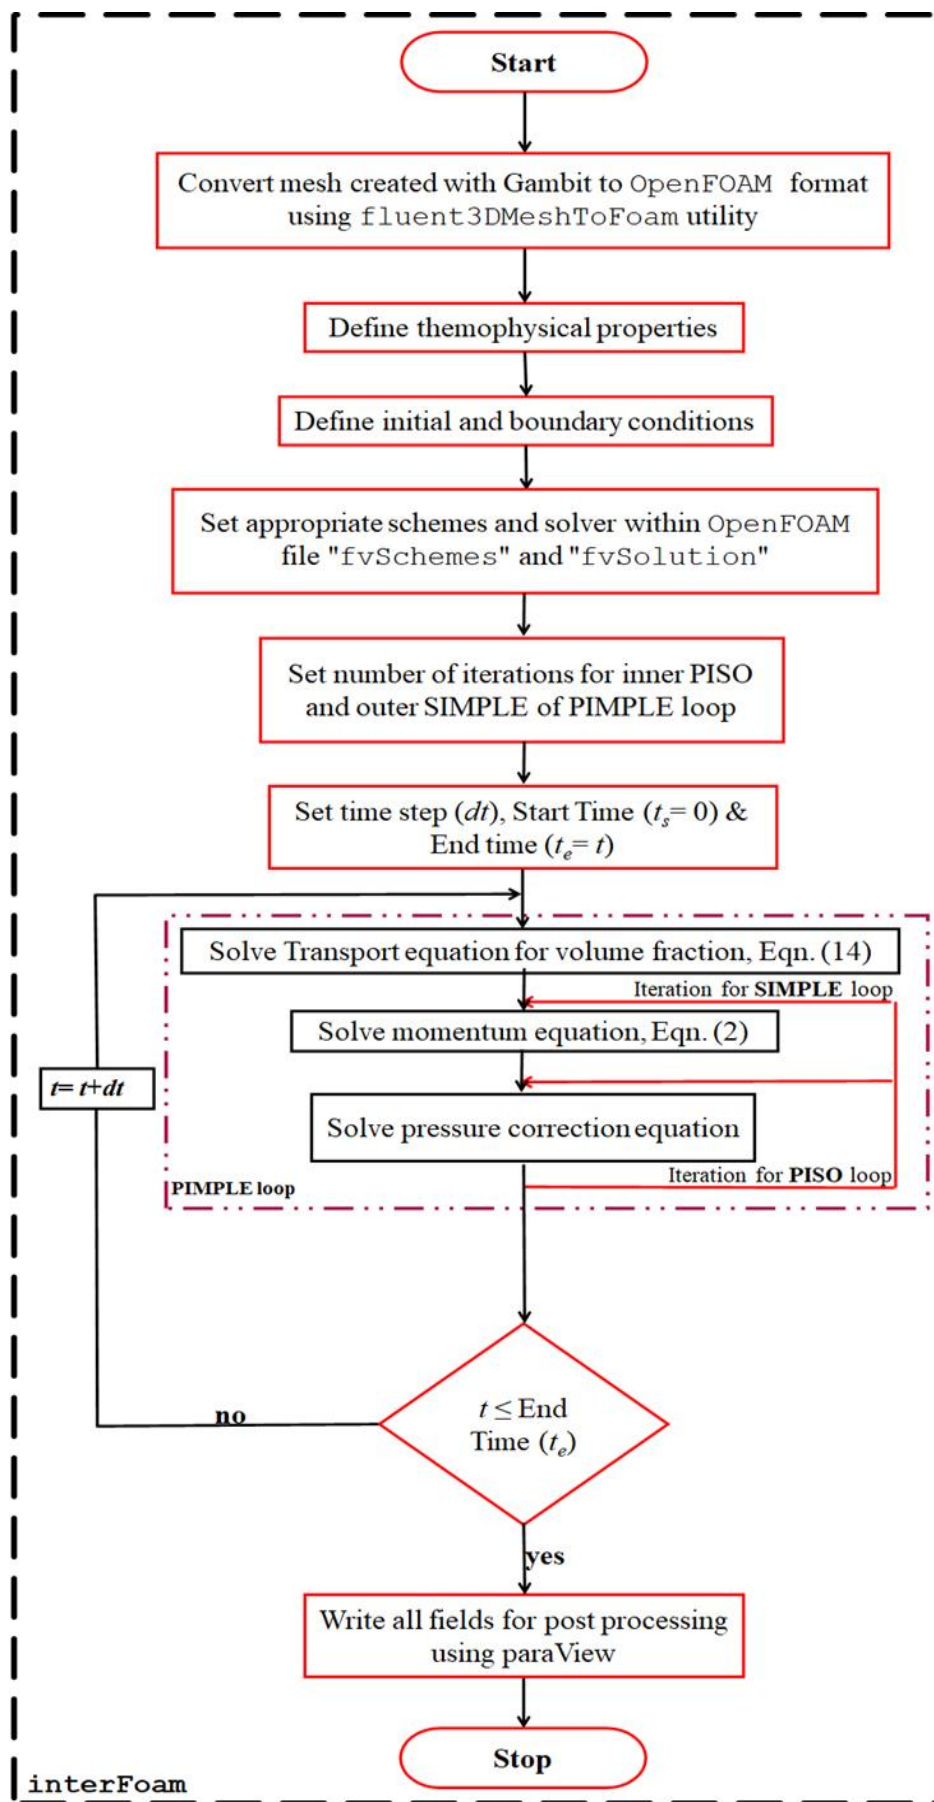 Start
Convert mesh created with Gambit to OpenFOAM format
using fluent3DMeshToFoam utility
Define themophysical properties
Define initial and boundary conditions
Set appropriate schemes and solver within OpenFOAM
file "fvSchemes" and "fvSolution"
Set number of iterations for inner PISO
and outer SIMPLE of PIMPLE loop
Set time step (dt), Start Time (tₛ= 0) &
End time (tₑ= t)
Solve Transport equation for volume fraction, Eqn. (14)
Iteration for SIMPLE loop
Solve momentum equation, Eqn. (2)
t= t+dt
Solve pressure correction equation
Iteration for PISO loop
PIMPLE loop
t ≤ End
Time (tₑ)
no
yes
Write all fields for post processing
using paraView
Stop
interFoam